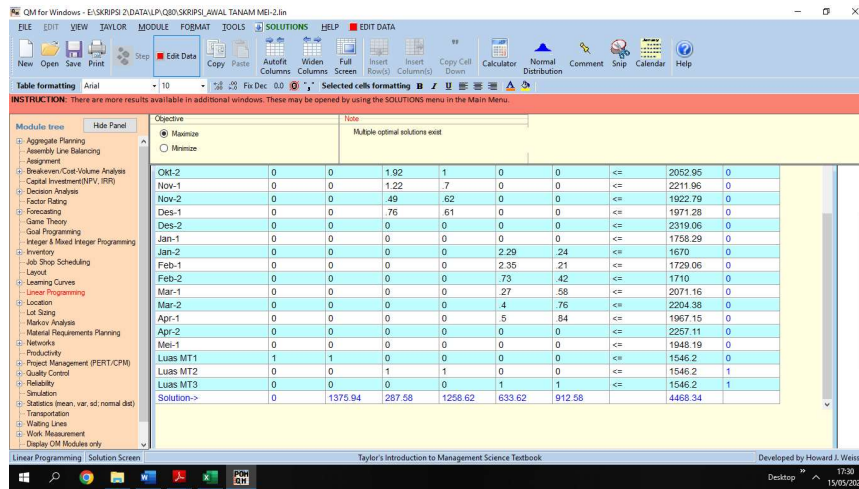 QM for Windows - E:\SKRIPSI 2\DATA\LP\Q80\SKRIPSI_AWAL TANAM MEI-2.lin
FILE EDIT VIEW TAYLOR MODULE FORMAT TOOLS SOLUTIONS HELP EDIT DATA
New Open Save Print Step Edit Data Copy Paste Autofit Columns Widen Columns Full Screen Insert Row(s) Insert Column(s) Copy Cell Down Calculator Normal Distribution Comment Snip Calendar Help
Table formatting Arial 10 Fix Dec 0.0 Selected cells formatting B I U
INSTRUCTION: There are more results available in additional windows. These may be opened by using the SOLUTIONS menu in the Main Menu.
Module tree Hide Panel
Aggregate Planning
Assembly Line Balancing
Assignment
Breakeven/Cost-Volume Analysis
Capital Investment(NPV, IRR)
Decision Analysis
Factor Rating
Forecasting
Game Theory
Goal Programming
Integer & Mixed Integer Programming
Inventory
Job Shop Scheduling
Layout
Learning Curves
Linear Programming
Location
Lot Sizing
Markov Analysis
Material Requirements Planning
Networks
Productivity
Project Management (PERT/CPM)
Quality Control
Reliability
Simulation
Statistics (mean, var, sd; normal dist)
Transportation
Waiting Lines
Work Measurement
Display OM Modules only
Objective
Maximize
Minimize
Note
Multiple optimal solutions exist
Okt-2 0 0 1.92 1 0 0 <= 2052.95 0
Nov-1 0 0 1.22 .7 0 0 <= 2211.96 0
Nov-2 0 0 .49 .62 0 0 <= 1922.79 0
Des-1 0 0 .76 .61 0 0 <= 1971.28 0
Des-2 0 0 0 0 0 0 <= 2319.06 0
Jan-1 0 0 0 0 0 0 <= 1758.29 0
Jan-2 0 0 0 0 2.29 .24 <= 1670 0
Feb-1 0 0 0 0 2.35 .21 <= 1729.06 0
Feb-2 0 0 0 0 .73 .42 <= 1710 0
Mar-1 0 0 0 0 .27 .58 <= 2071.16 0
Mar-2 0 0 0 0 .4 .76 <= 2204.38 0
Apr-1 0 0 0 0 .5 .84 <= 1967.15 0
Apr-2 0 0 0 0 0 0 <= 2257.11 0
Mei-1 0 0 0 0 0 0 <= 1948.19 0
Luas MT1 1 1 0 0 0 0 <= 1546.2 0
Luas MT2 0 0 1 1 0 0 <= 1546.2 1
Luas MT3 0 0 0 0 1 1 <= 1546.2 1
Solution-> 0 1375.94 287.58 1258.62 633.62 912.58 4468.34
Linear Programming Solution Screen Taylor's Introduction to Management Science Textbook Developed by Howard J. Weiss
Desktop 17:30